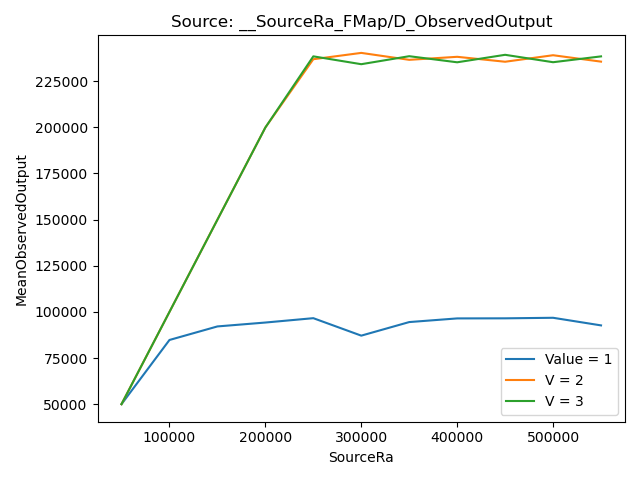 Source: __SourceRa_FMap/D_ObservedOutput
MeanObservedOutput
225000
200000
175000
150000
125000
100000
75000
50000
Value = 1
V = 2
V = 3
100000 200000 300000 400000 500000
SourceRa